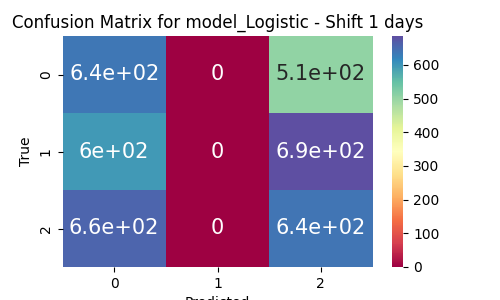 Confusion Matrix for model_Logistic - Shift 1 days
0 6.4e+02 0 5.1e+02
1 6e+02 0 6.9e+02
2 6.6e+02 0 6.4e+02
True
0 1 2
Predicted
600
500
400
300
200
100
0